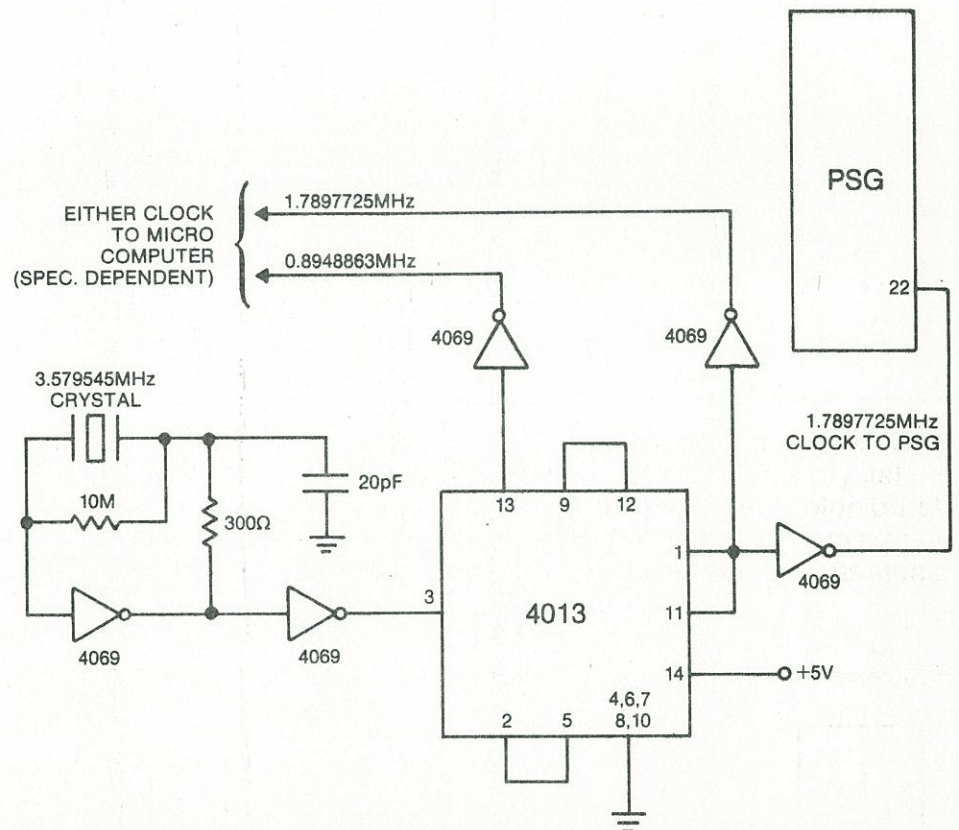 PSG
22
1.7897725MHz
0.8948863MHz
EITHER CLOCK
TO MICRO
COMPUTER
(SPEC. DEPENDENT)
4069
4069
3.579545MHz
CRYSTAL
1.7897725MHz
CLOCK TO PSG
10M
20pF
300Ω
13
9
12
1
4069
3
4013
11
4069
4069
14
+5V
2
5
4,6,7
8,10